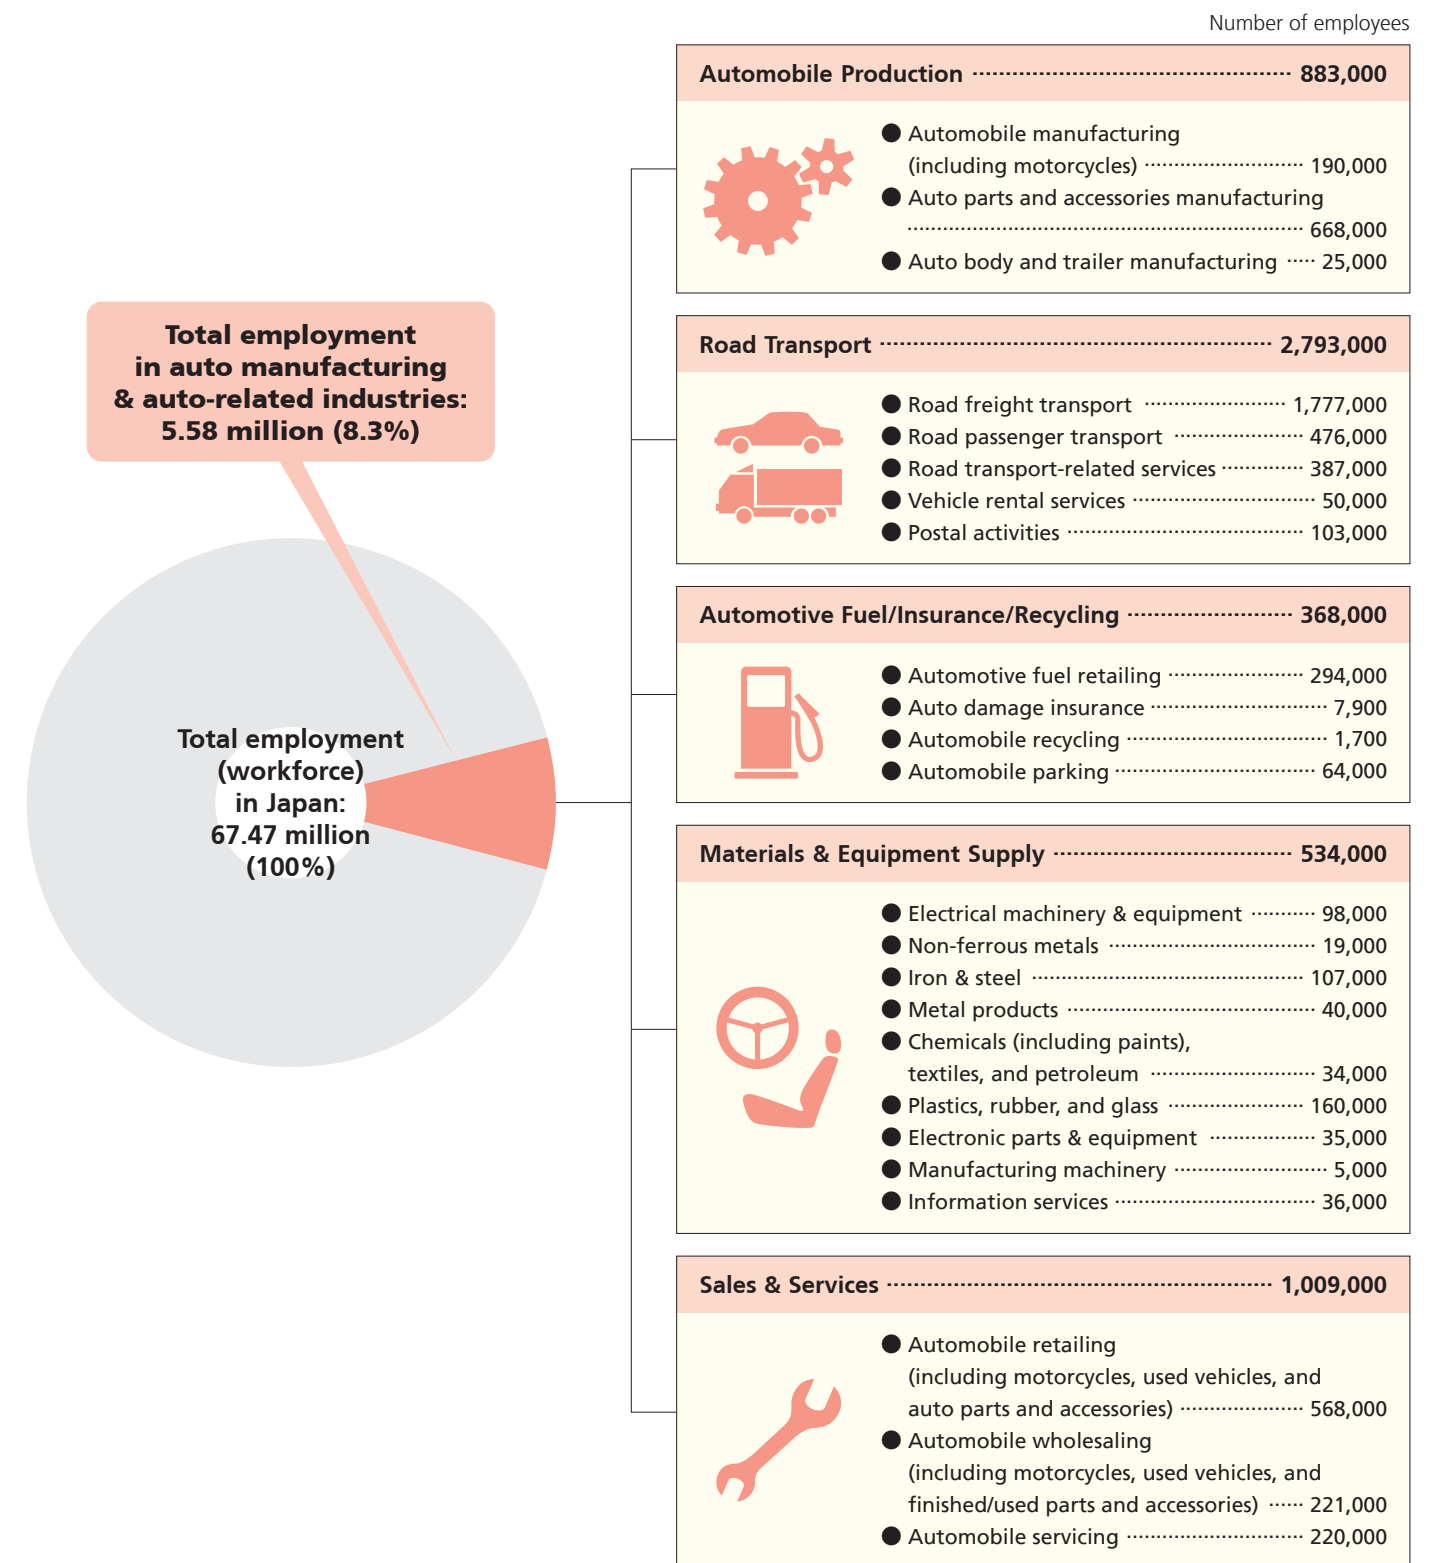 Number of employees
Total employment
in auto manufacturing
& auto-related industries:
5.58 million (8.3%)
Total employment
(workforce)
in Japan:
67.47 million
(100%)
Automobile Production 883,000
● Automobile manufacturing
(including motorcycles) 190,000
● Auto parts and accessories manufacturing
668,000
● Auto body and trailer manufacturing 25,000
Road Transport 2,793,000
● Road freight transport 1,777,000
● Road passenger transport 476,000
● Road transport-related services 387,000
● Vehicle rental services 50,000
● Postal activities 103,000
Automotive Fuel/Insurance/Recycling 368,000
● Automotive fuel retailing 294,000
● Auto damage insurance 7,900
● Automobile recycling 1,700
● Automobile parking 64,000
Materials & Equipment Supply 534,000
● Electrical machinery & equipment 98,000
● Non-ferrous metals 19,000
● Iron & steel 107,000
● Metal products 40,000
● Chemicals (including paints),
textiles, and petroleum 34,000
● Plastics, rubber, and glass 160,000
● Electronic parts & equipment 35,000
● Manufacturing machinery 5,000
● Information services 36,000
Sales & Services 1,009,000
● Automobile retailing
(including motorcycles, used vehicles, and
auto parts and accessories) 568,000
● Automobile wholesaling
(including motorcycles, used vehicles, and
finished/used parts and accessories) 221,000
● Automobile servicing 220,000